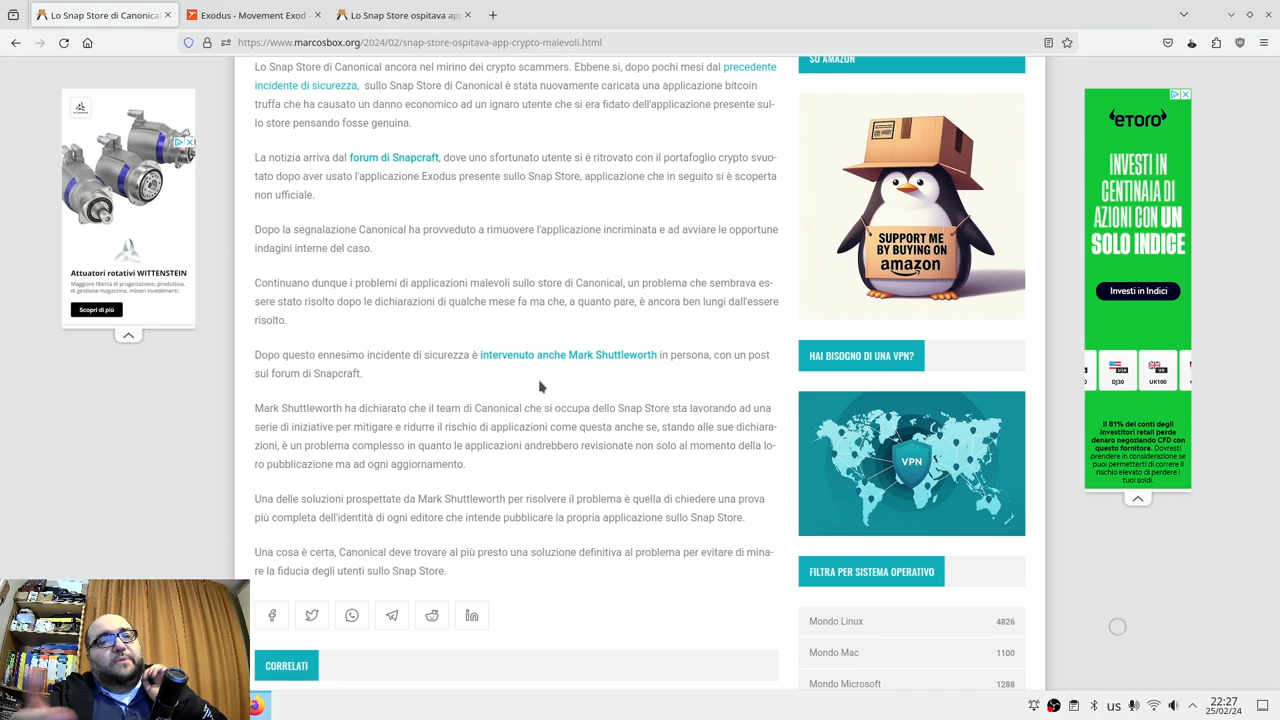 Lo Snap Store di Canonical
Exodus - Movement Exod
Lo Snap Store ospitava ap
https://www.marcosbox.org/2024/02/snap-store-ospitava-app-crypto-malevoli.html
Lo Snap Store di Canonical ancora nel mirino dei crypto scammers. Ebbene si, dopo pochi mesi dal precedente
incidente di sicurezza, sullo Snap Store di Canonical è stata nuovamente caricata una applicazione bitcoin
truffa che ha causato un danno economico ad un ignaro utente che si era fidato dell'applicazione presente sul-
lo store pensando fosse genuina.
La notizia arriva dal forum di Snapcraft, dove uno sfortunato utente si è ritrovato con il portafoglio crypto svuo-
tato dopo aver usato l'applicazione Exodus presente sullo Snap Store, applicazione che in seguito si è scoperta
non ufficiale.
Dopo la segnalazione Canonical ha provveduto a rimuovere l'applicazione incriminata e ad avviare le opportune
indagini interne del caso.
Continuano dunque i problemi di applicazioni malevoli sullo store di Canonical, un problema che sembrava es-
sere stato risolto dopo le dichiarazioni di qualche mese fa ma che, a quanto pare, è ancora ben lungi dall'essere
risolto.
Dopo questo ennesimo incidente di sicurezza è intervenuto anche Mark Shuttleworth in persona, con un post
sul forum di Snapcraft.
Mark Shuttleworth ha dichiarato che il team di Canonical che si occupa dello Snap Store sta lavorando ad una
serie di iniziative per mitigare e ridurre il rischio di applicazioni come questa anche se, stando alle sue dichiara-
zioni, è un problema complesso in quanto le applicazioni andrebbero revisionate non solo al momento della lo-
ro pubblicazione ma ad ogni aggiornamento.
Una delle soluzioni prospettate da Mark Shuttleworth per risolvere il problema è quella di chiedere una prova
più completa dell'identità di ogni editore che intende pubblicare la propria applicazione sullo Snap Store.
Una cosa è certa, Canonical deve trovare al più presto una soluzione definitiva al problema per evitare di mina-
re la fiducia degli utenti sullo Snap Store.
CORRELATI
Attuatori rotativi WITTENSTEIN
Maggiore libertà di progettazione, produttiva,
di gestione magazzino, minori investimenti.
Scopri di più
SU AMAZON
SUPPORT ME
BY BUYING ON
amazon
HAI BISOGNO DI UNA VPN?
VPN
FILTRA PER SISTEMA OPERATIVO
Mondo Linux 4826
Mondo Mac 1100
Mondo Microsoft 1288
eToro
INVESTI IN
CENTINAIA DI
AZIONI CON UN
SOLO INDICE
Investi in Indici
DJ30
UK100
Il 81% dei conti degli
investitori retail perde
denaro negoziando CFD con
questo fornitore. Dovresti
prendere in considerazione se
puoi permetterti di correre il
rischio elevato di perdere i
tuoi soldi.
us
22:27
25/02/24